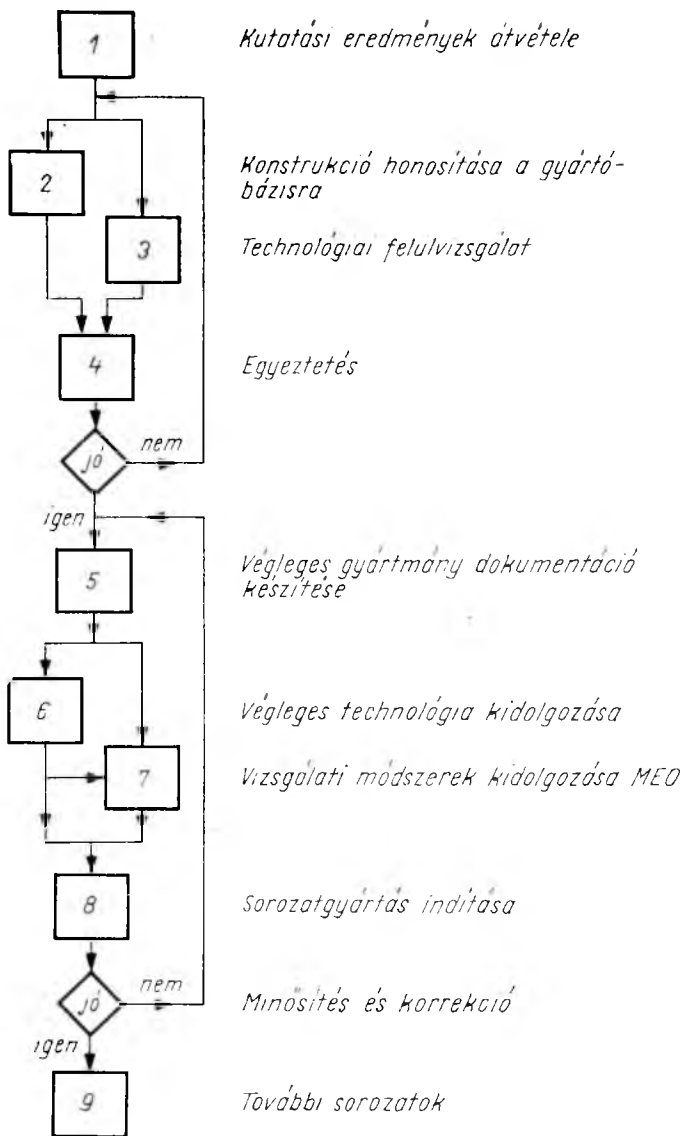 1 Kutatási eredmények átvétele
2 Konstrukció honosítása a gyártó-
bázisra
3 Technológiai felulvizsgálat
4 Egyeztetés
jó nem
igen
5 Végleges gyártmány dokumentáció
készítése
6 Végleges technológia kidolgozása
7 Vizsgálati módszerek kidolgozása MEO
8 Sorozatgyártás indítása
jó nem Minősítés és korrekció
igen
9 További sorozatok